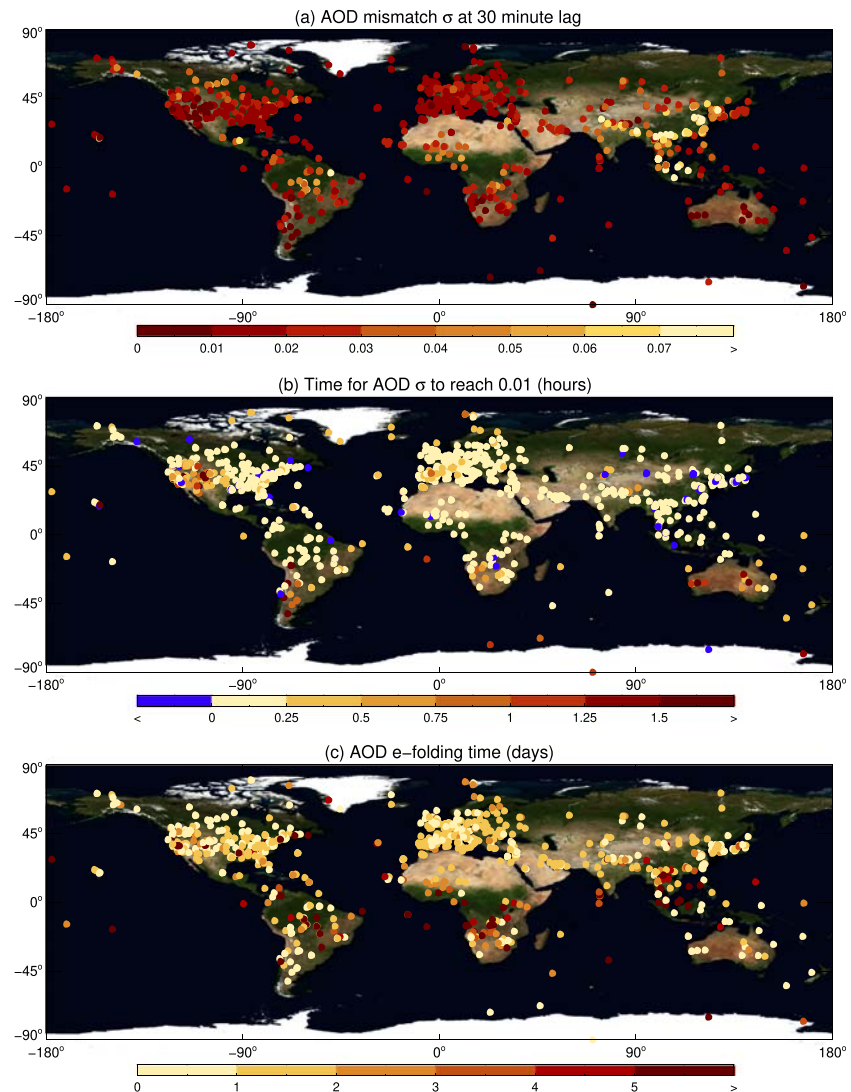 (a) AOD mismatch σ at 30 minute lag
90°
45°
0°
−45°
−90°
−180° −90° 0° 90° 180°
0 0.01 0.02 0.03 0.04 0.05 0.06 0.07 >
(b) Time for AOD σ to reach 0.01 (hours)
90°
45°
0°
−45°
−90°
−180° −90° 0° 90° 180°
< 0 0.25 0.5 0.75 1 1.25 1.5 >
(c) AOD e−folding time (days)
90°
45°
0°
−45°
−90°
−180° −90° 0° 90° 180°
0 1 2 3 4 5 >